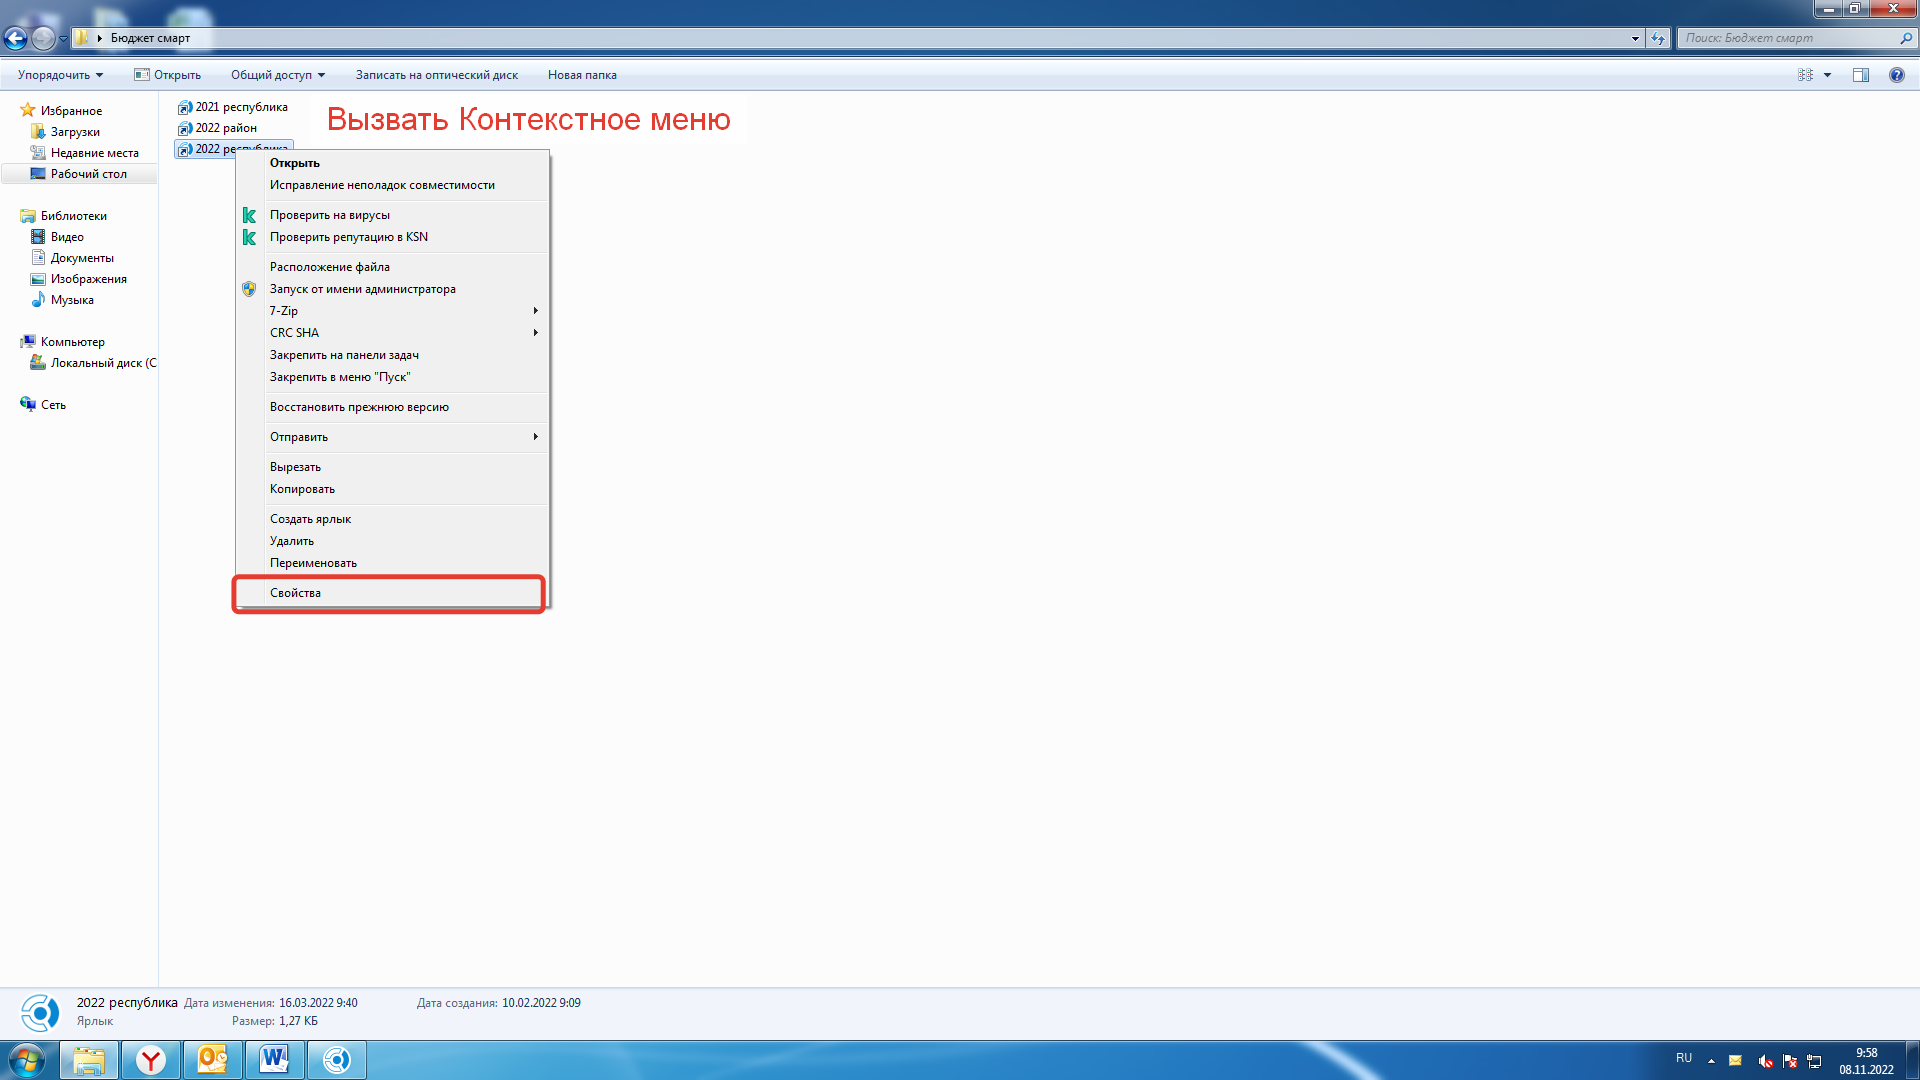 Бюджет смарт
Поиск: Бюджет смарт
Упорядочить
Открыть
Общий доступ
Записать на оптический диск
Новая папка
Избранное
Загрузки
Недавние места
Рабочий стол
Библиотеки
Видео
Документы
Изображения
Музыка
Компьютер
Локальный диск (C
Сеть
2021 республика
2022 район
2022 республика
Вызвать Контекстное меню
Открыть
Исправление неполадок совместимости
Проверить на вирусы
Проверить репутацию в KSN
Расположение файла
Запуск от имени администратора
7-Zip
CRC SHA
Закрепить на панели задач
Закрепить в меню "Пуск"
Восстановить прежнюю версию
Отправить
Вырезать
Копировать
Создать ярлык
Удалить
Переименовать
Свойства
2022 республика Дата изменения: 16.03.2022 9:40 Дата создания: 10.02.2022 9:09
Ярлык Размер: 1,27 КБ
RU
9:58
08.11.2022